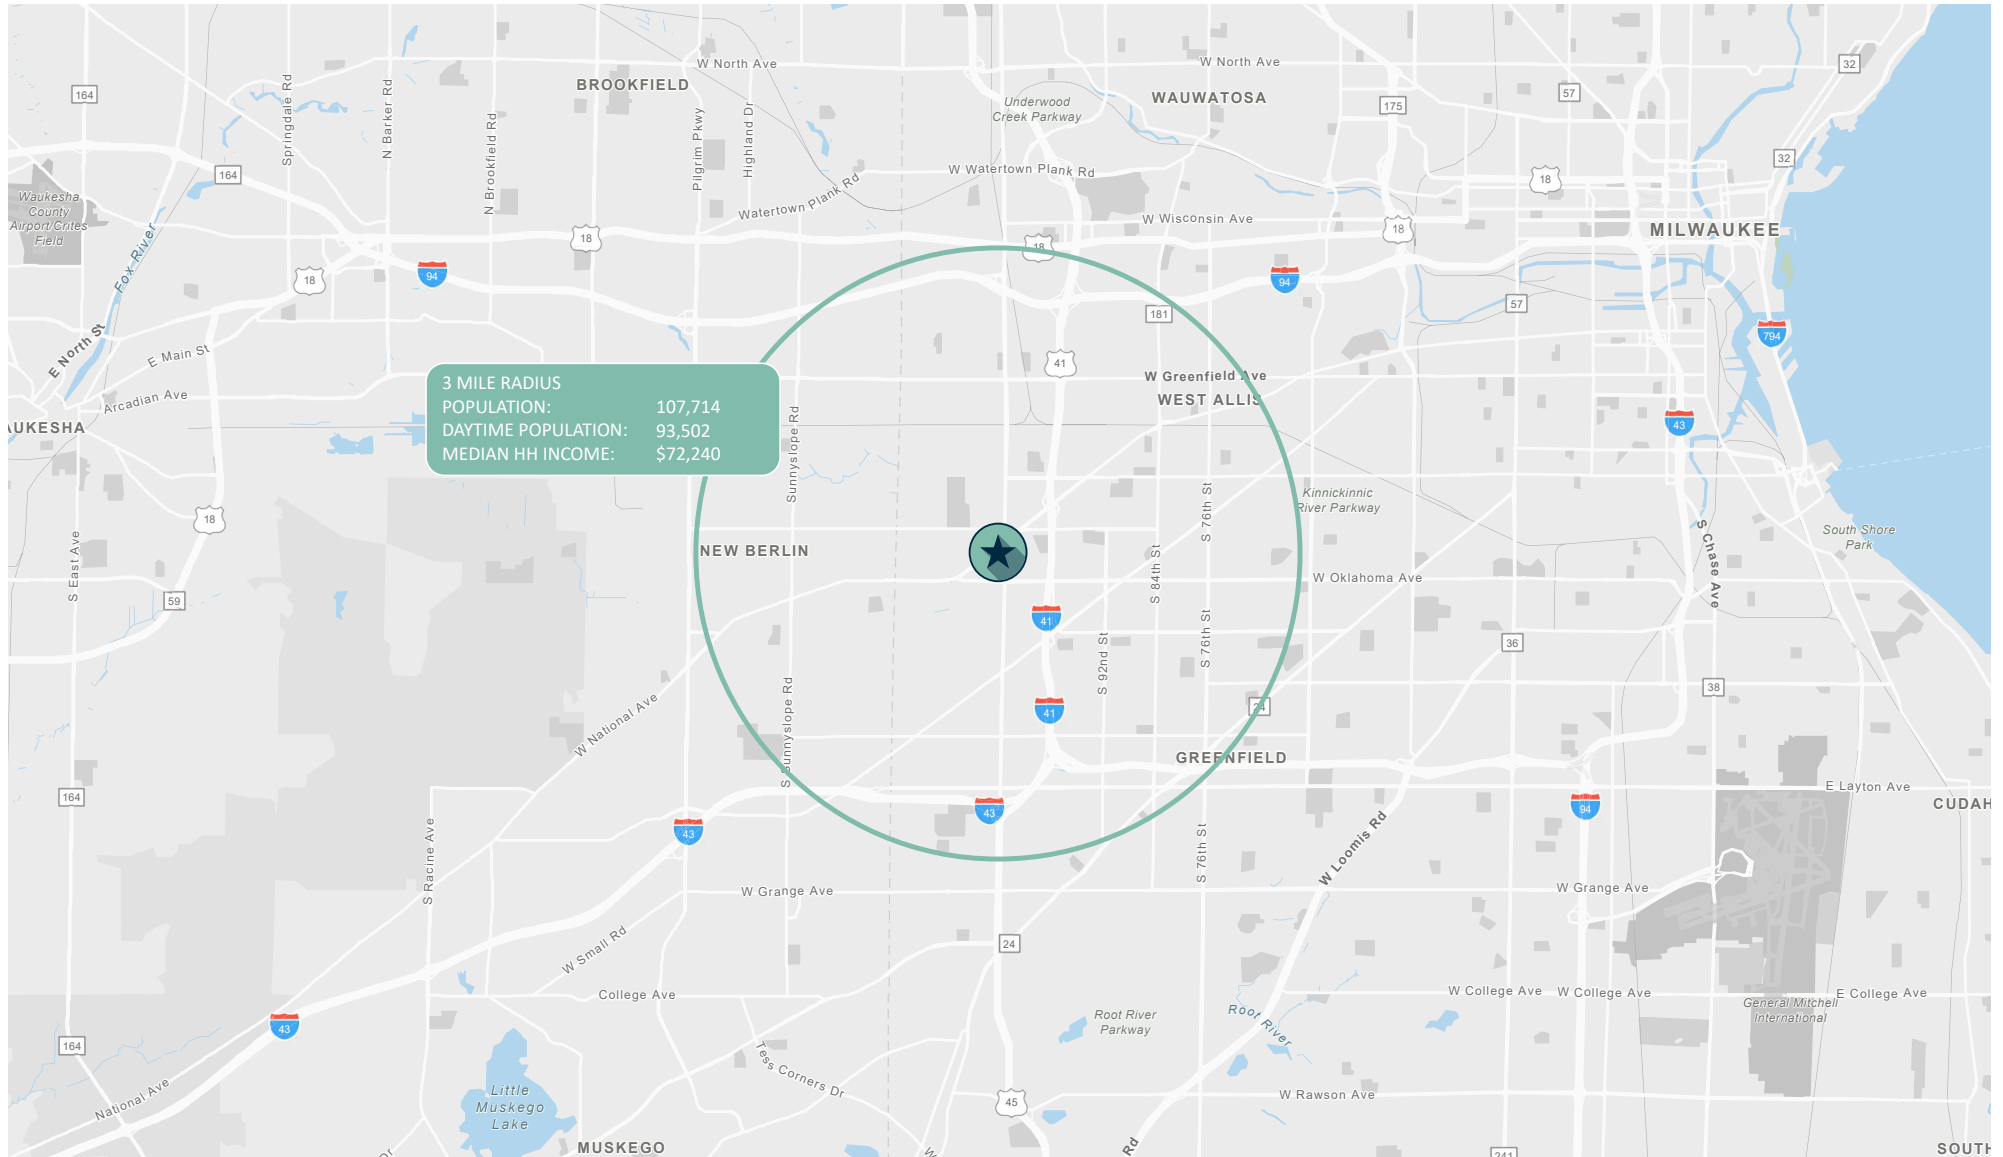 W North Ave
W North Ave
32
BROOKFIELD
164
Springdale Rd
N Barker Rd
57
WAUWATOSA
Underwood
Creek Parkway
175
N Brookfield Rd
Pilgrim Pkwy
Highland Dr
32
164
W Watertown Plank Rd
18
Waukesha
County
Airport/Crites
Field
Watertown Plank Rd
W Wisconsin Ave
MILWAUKEE
18
18
18
Fox River
94
18
94
57
181
794
E North St
E Main St
41
W Greenfield Ave
WEST ALLIS
Arcadian Ave
3 MILE RADIUS
POPULATION: 107,714
DAYTIME POPULATION: 93,502
MEDIAN HH INCOME: $72,240
AUKESHA
43
Sunnyslope Rd
Kinnickinnic
River Parkway
S 76th St
18
South Shore
Park
S East Ave
NEW BERLIN
S 84th St
S Chase Ave
W Oklahoma Ave
59
41
S 76th St
36
S 92nd St
38
41
24
W National Ave
S Sunnyslope Rd
GREENFIELD
164
E Layton Ave
CUDAH
43
43
94
S Racine Ave
S 76th St
W Loomis Rd
W Grange Ave
W Grange Ave
24
W Small Rd
College Ave
W College Ave
W College Ave
E College Ave
General Mitchell
International
43
Root River
Parkway
Root River
164
Tess Corners Dr
National Ave
Little
Muskego
Lake
45
W Rawson Ave
MUSKEGO
Dr
W
Rd
241
SOUTH